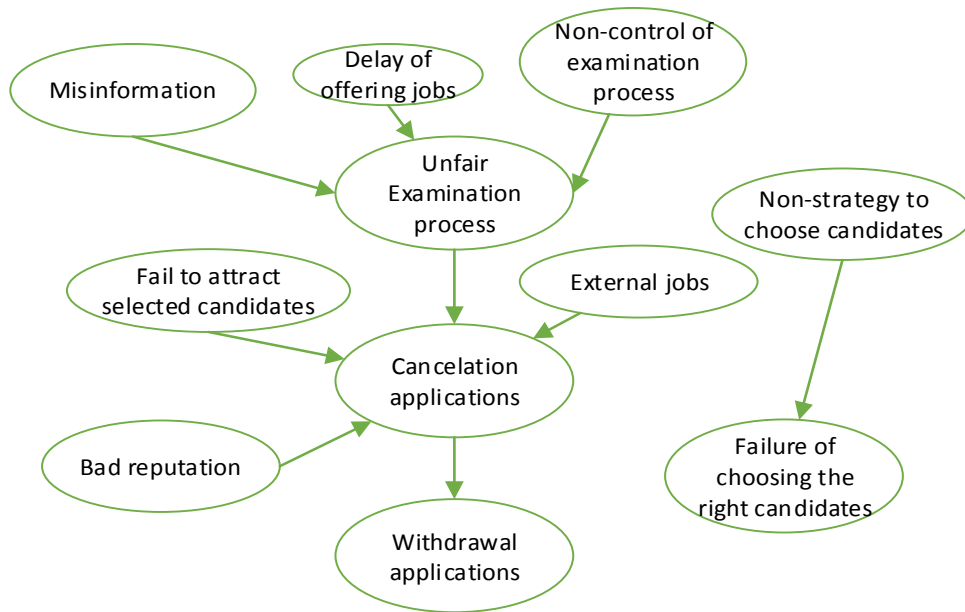 Misinformation
Delay of
offering jobs
Non-control of
examination
process
Unfair
Examination
process
Non-strategy to
choose candidates
Fail to attract
selected candidates
External jobs
Cancelation
applications
Bad reputation
Failure of
choosing the
right candidates
Withdrawal
applications